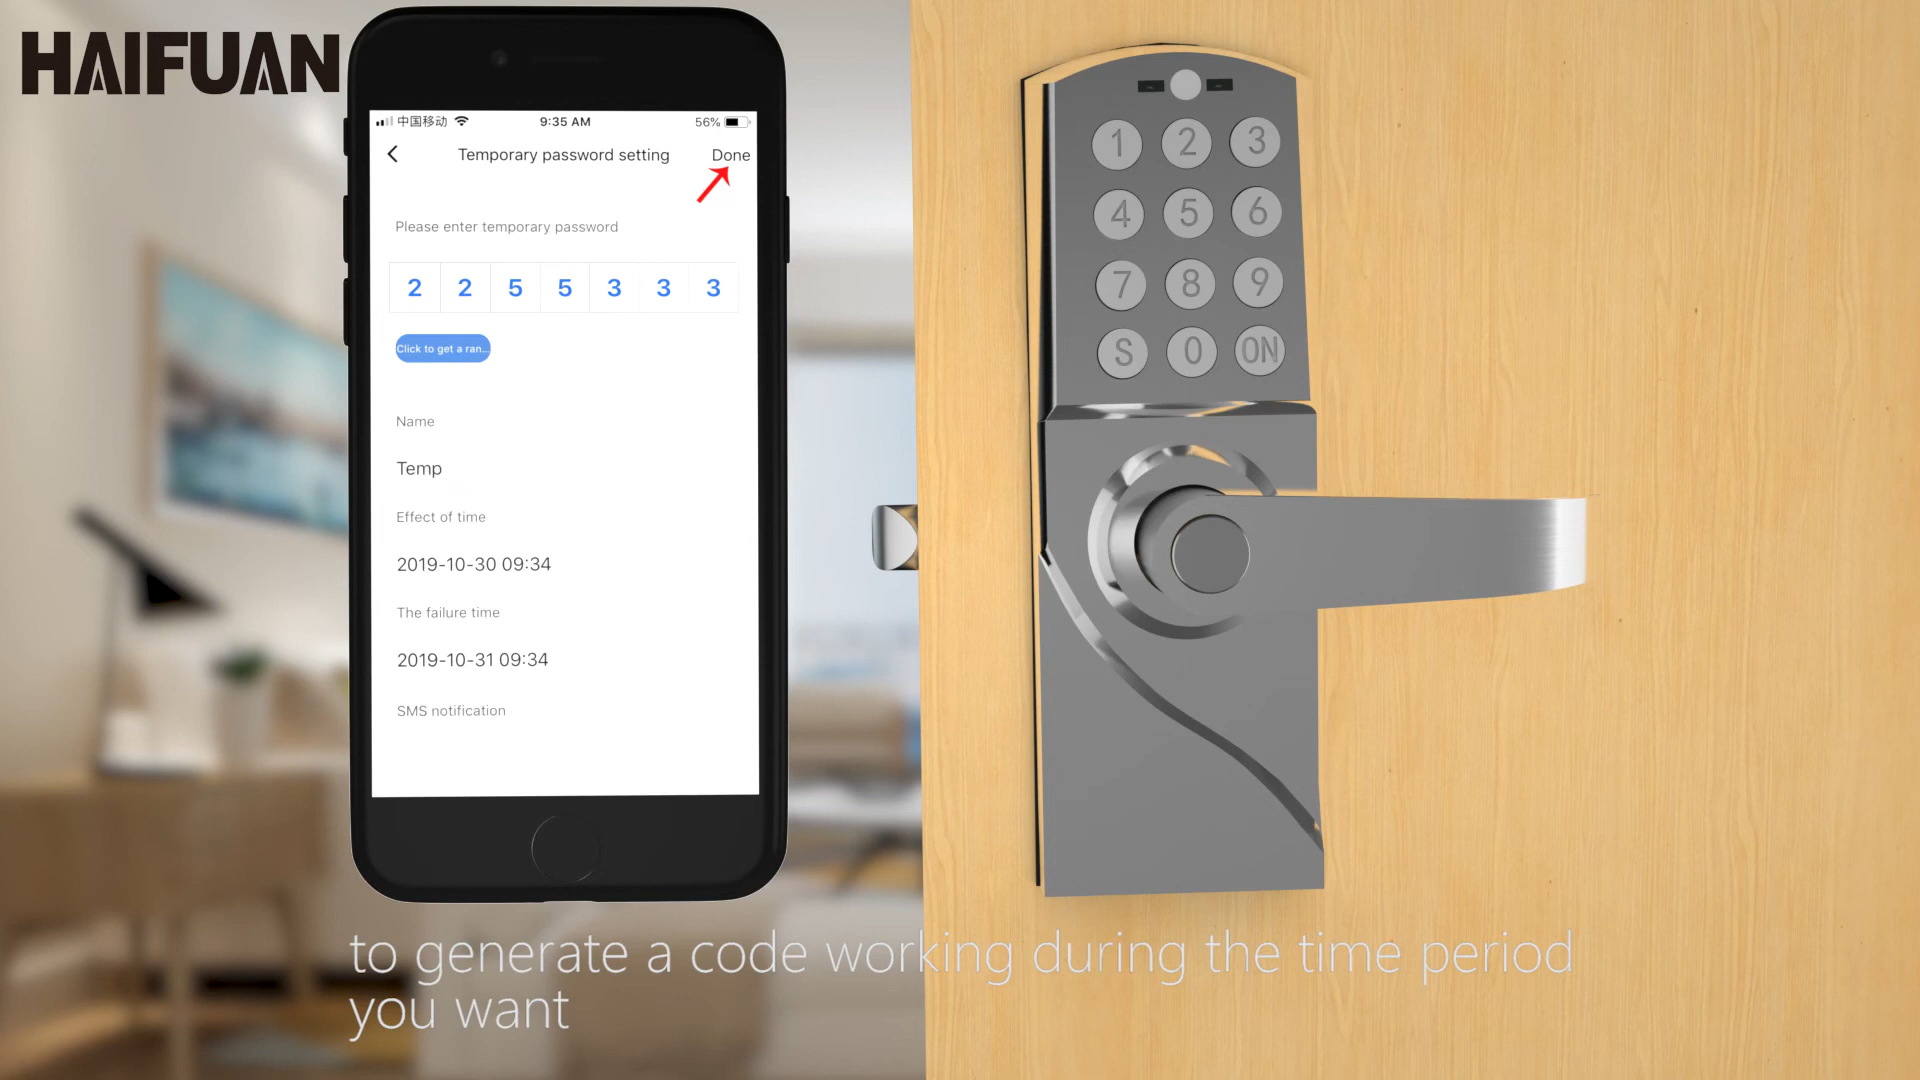 HAIFUAN
中国移动 9:35 AM 56%
Temporary password setting Done
Please enter temporary password
2 2 5 5 3 3 3
Click to get a ran...
Name
Temp
Effect of time
2019-10-30 09:34
The failure time
2019-10-31 09:34
SMS notification
1 2 3
4 5 6
7 8 9
S 0 ON
to generate a code working during the time period
you want